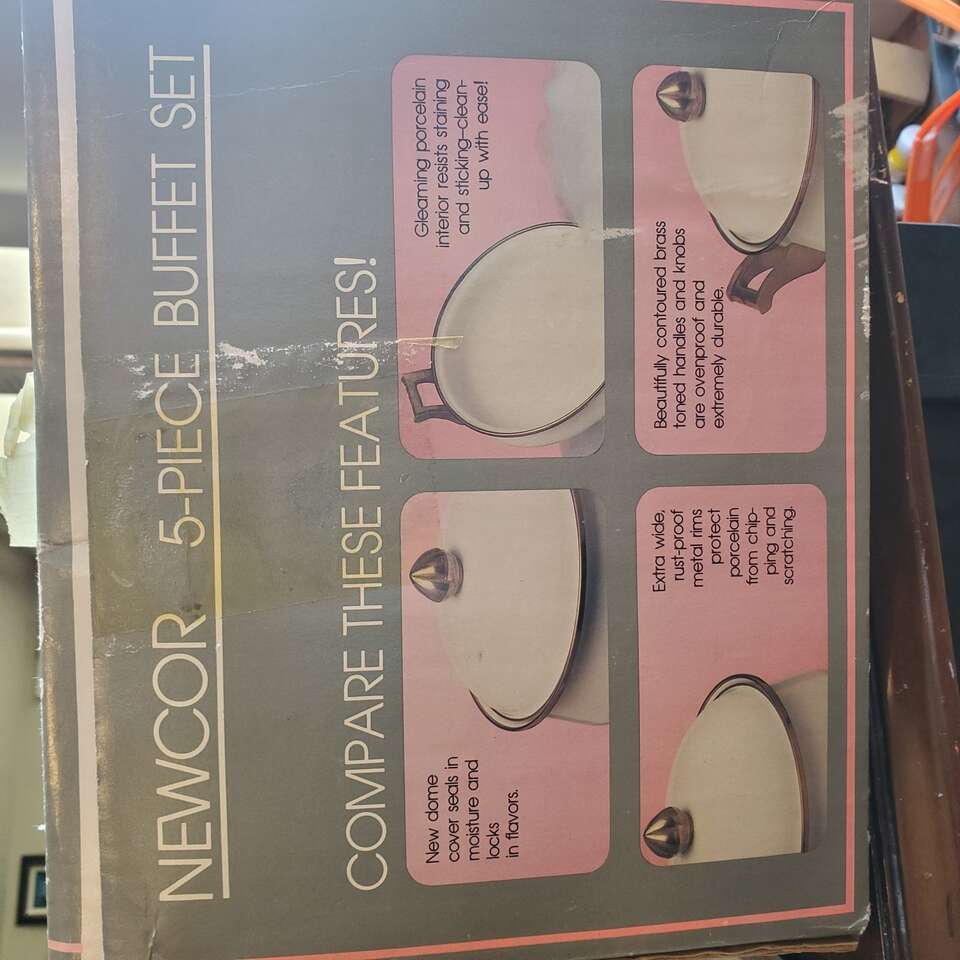 NEWCOR 5-PIECE BUFFET SET
COMPARE THESE FEATURES!
New dome
cover seals in
moisture and
locks
in flavors.
Gleaming porcelain
interior resists staining
and sticking–clean-
up with ease!
Extra wide,
rust-proof
metal rims
protect
porcelain
from chip-
ping and
scratching.
Beautifully contoured brass
toned handles and knobs
are ovenproof and
extremely durable.